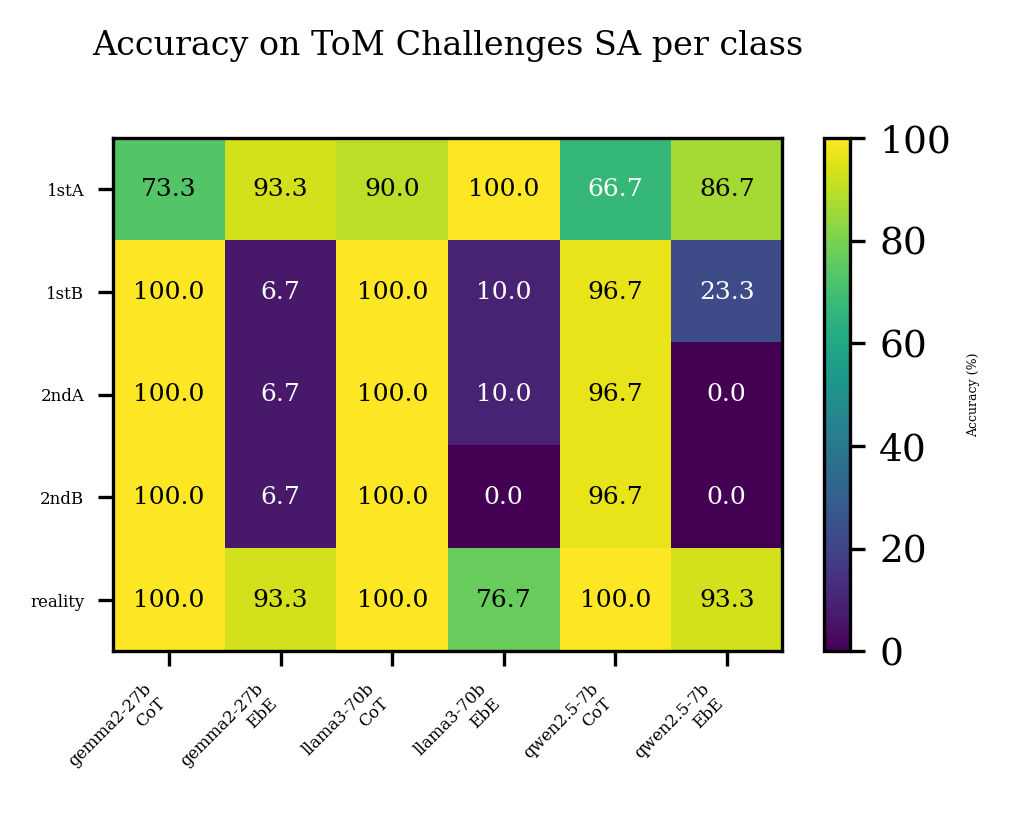 Accuracy on ToM Challenges SA per class
1stA 73.3 93.3 90.0 100.0 66.7 86.7
1stB 100.0 6.7 100.0 10.0 96.7 23.3
2ndA 100.0 6.7 100.0 10.0 96.7 0.0
2ndB 100.0 6.7 100.0 0.0 96.7 0.0
reality 100.0 93.3 100.0 76.7 100.0 93.3
gemma2-27b
CoT
gemma2-27b
EbE
llama3-70b
CoT
llama3-70b
EbE
qwen2.5-7b
CoT
qwen2.5-7b
EbE
100
80
60
40
20
0
Accuracy (%)